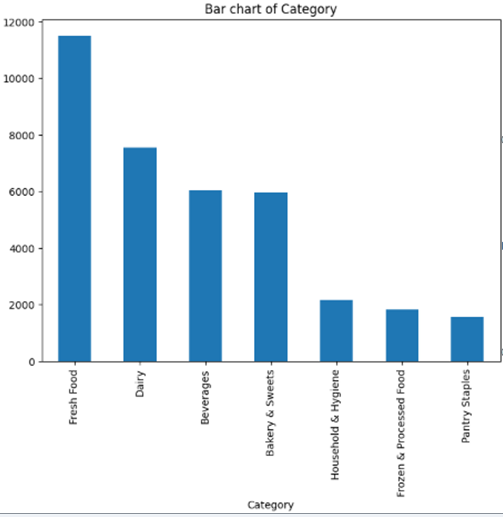 Bar chart of Category
12000
10000
8000
6000
4000
2000
0
Fresh Food
Dairy
Beverages
Bakery & Sweets
Household & Hygiene
Frozen & Processed Food
Pantry Staples
Category